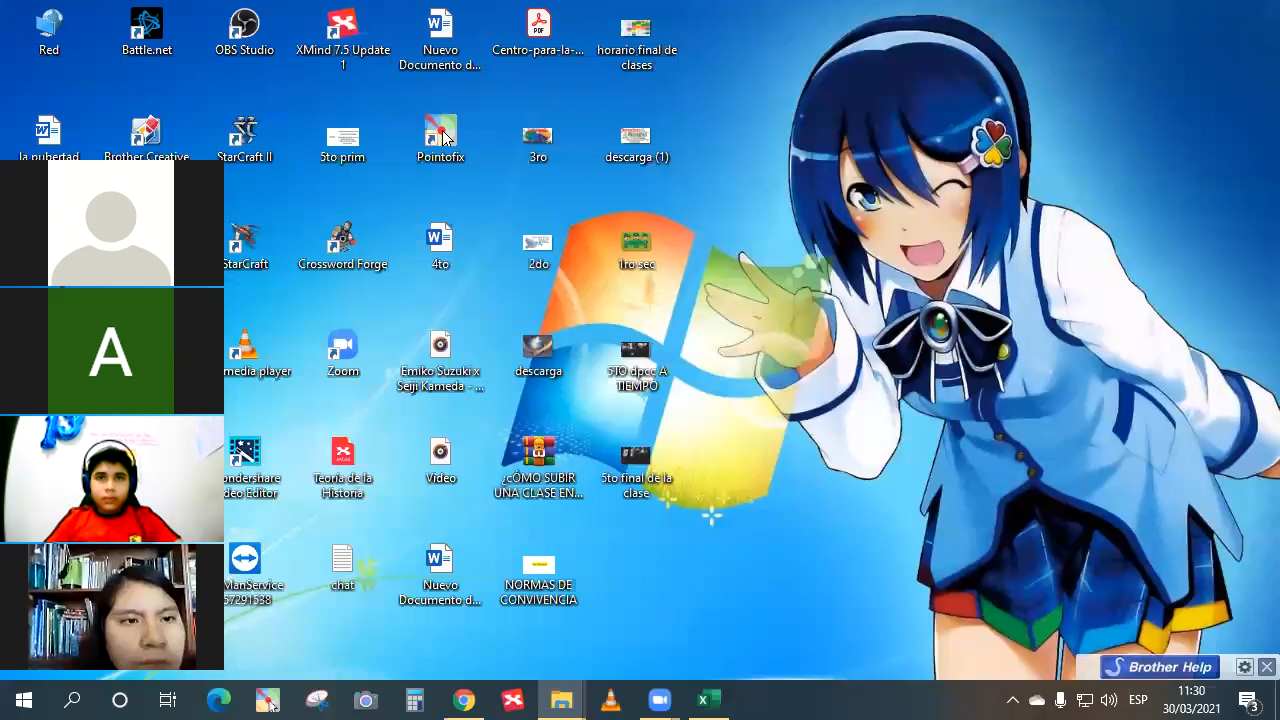 Red
Battle.net
OBS Studio
XMind 7.5 Update
1
Nuevo
Documento d...
Centro-para-la-...
horario final de
clases
la pubertad
Brother Creative
StarCraft II
5to prim
Pointofix
3ro
descarga (1)
StarCraft
Crossword Forge
4to
2do
1ro sec
A
media player
Zoom
Emiko Suzuki x
Seiji Kameda - ...
descarga
5TO dpcc A
TIEMPO
ondershare
deo Editor
Teoria de la
Historia
Video
¿CÓMO SUBIR
UNA CLASE EN...
5to final de la
clase
ManService
57291538
chat
Nuevo
Documento d...
NORMAS DE
CONVIVENCIA
Brother Help
ESP
11:30
30/03/2021
3